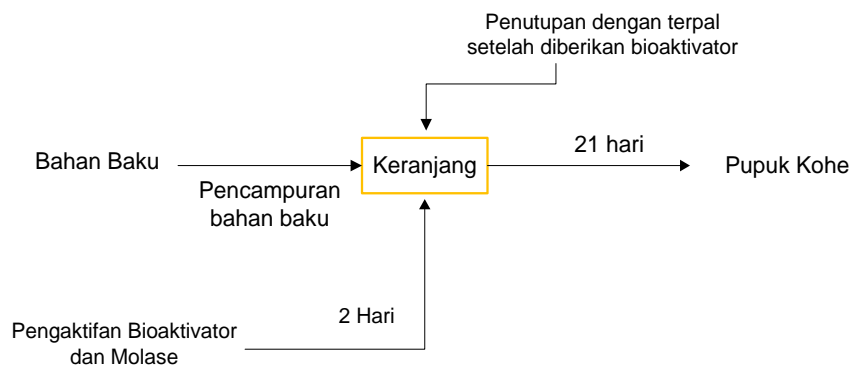 Penutupan dengan terpal
setelah diberikan bioaktivator
Bahan Baku
Pencampuran
bahan baku
Keranjang
21 hari
Pupuk Kohe
2 Hari
Pengaktifan Bioaktivator
dan Molase